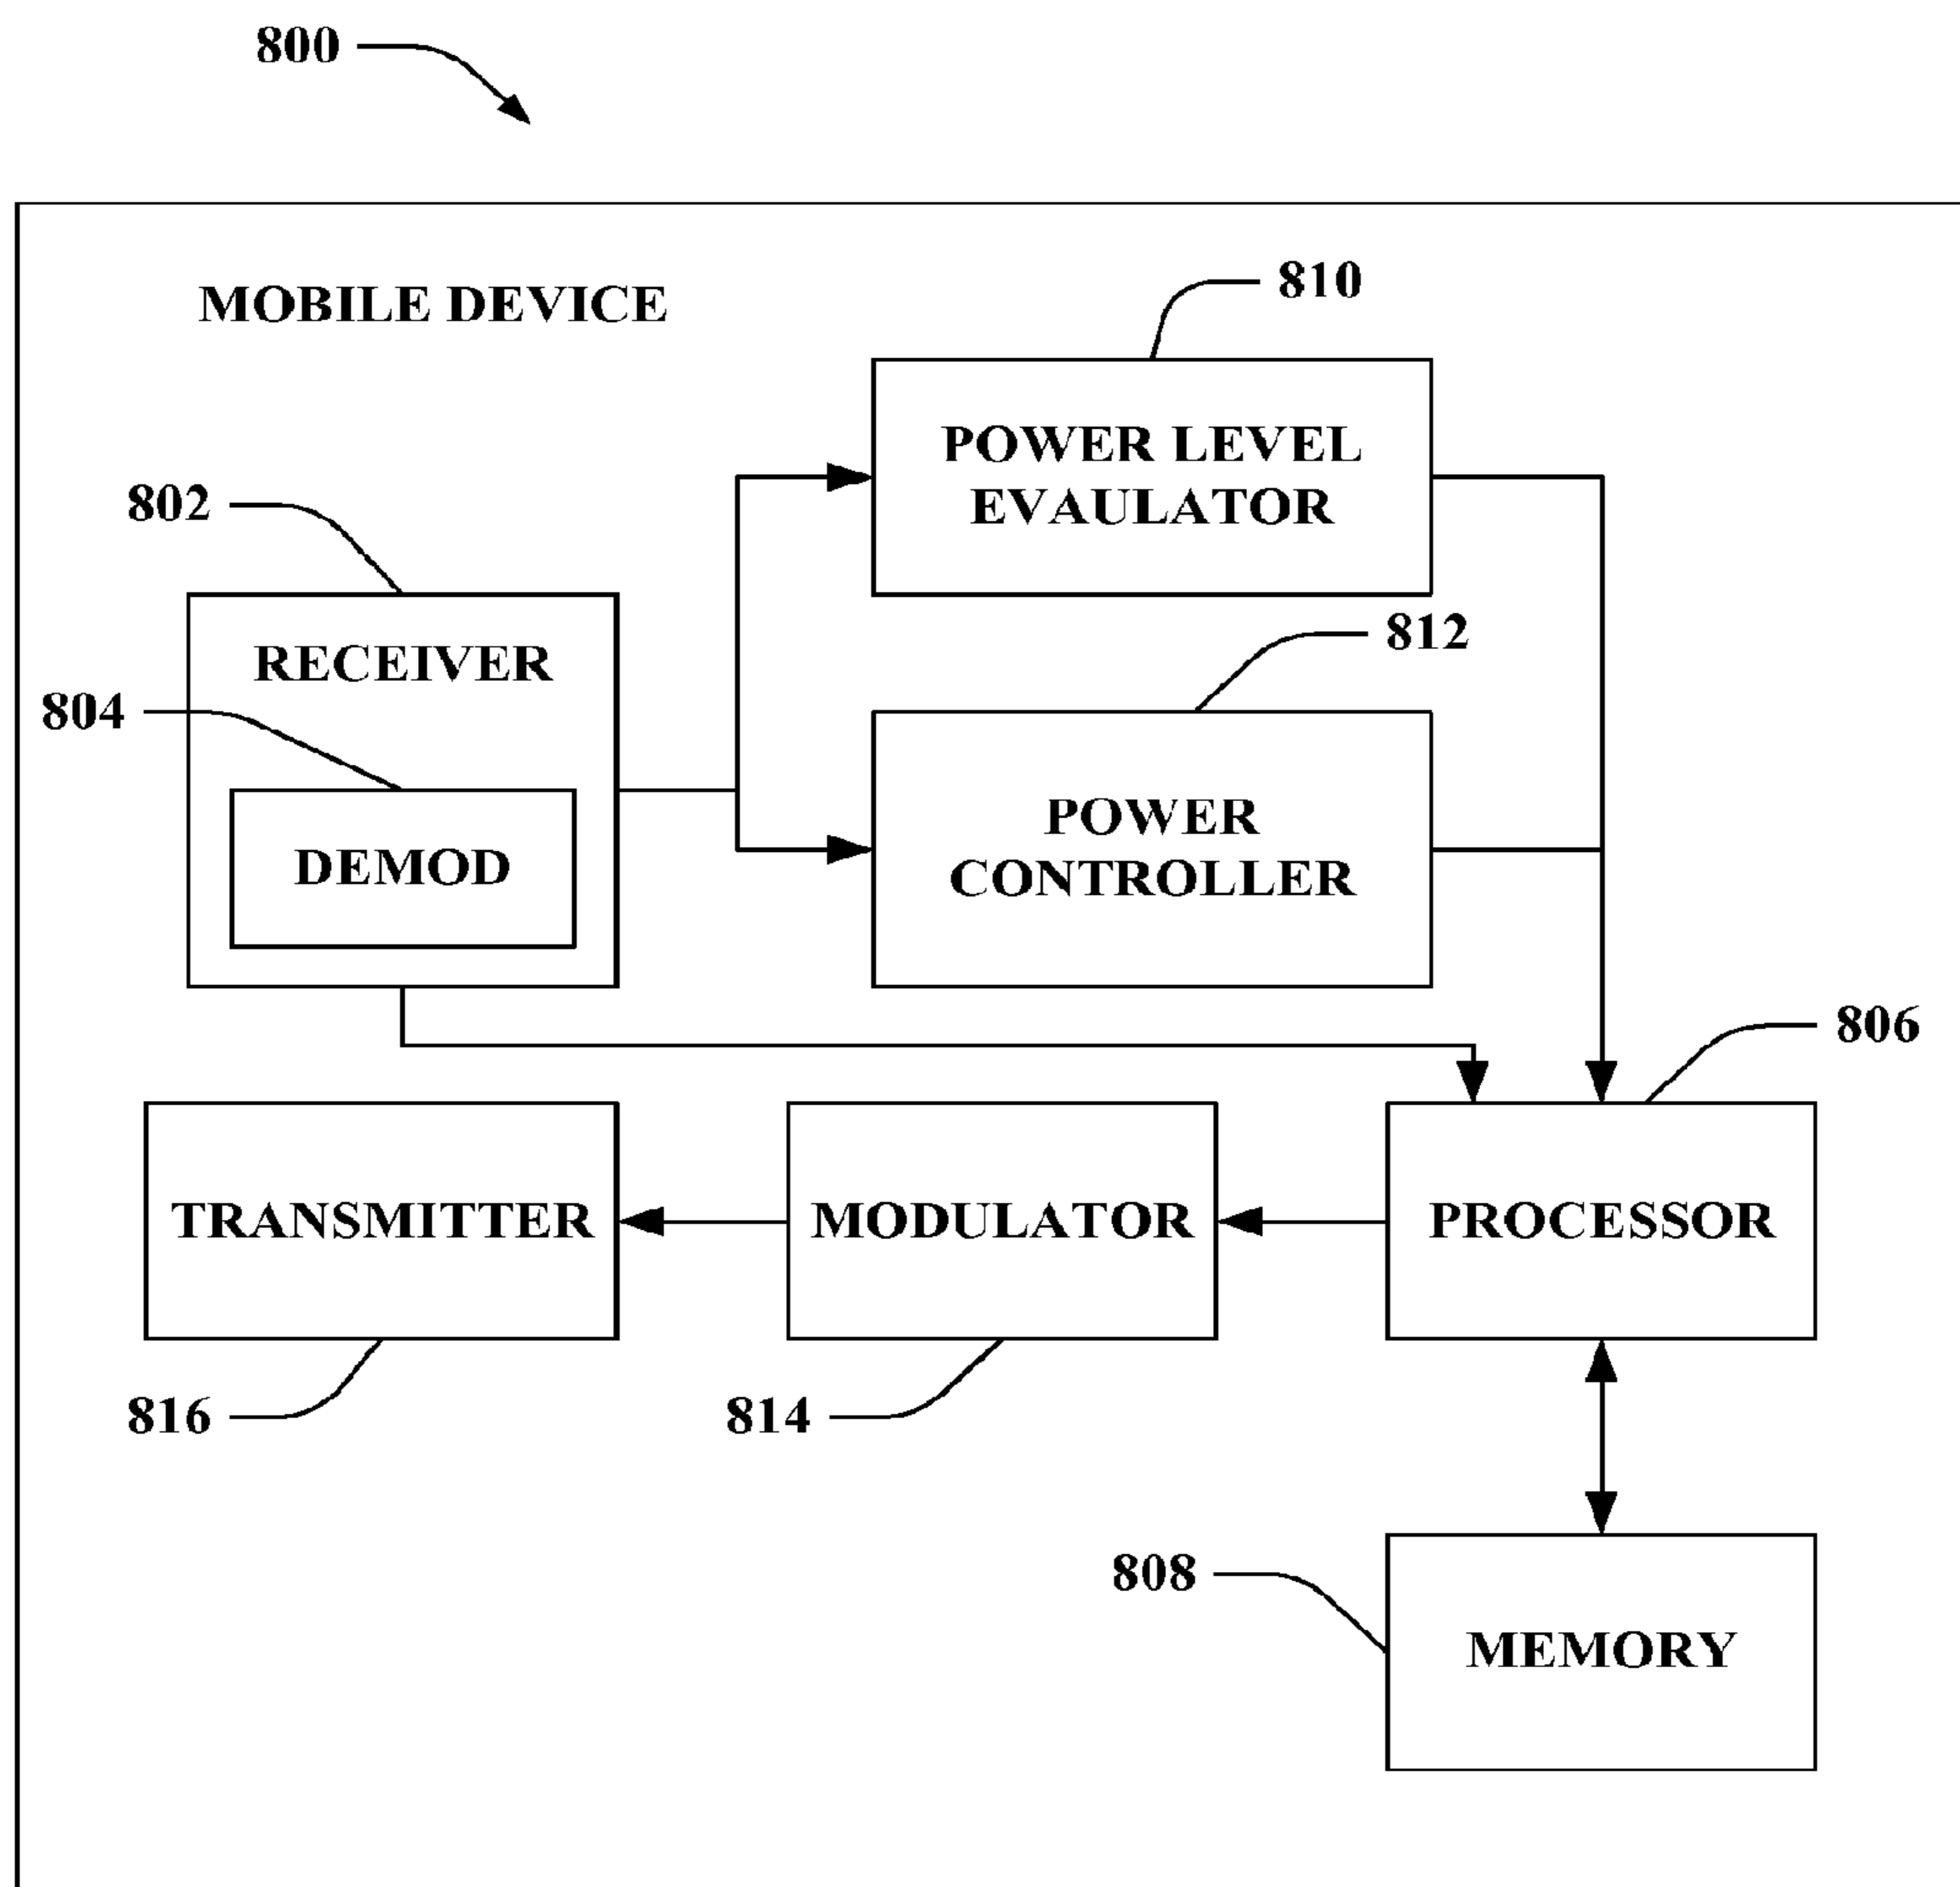 800
MOBILE DEVICE
810
POWER LEVEL
EVAULATOR
802
812
RECEIVER
804
POWER
CONTROLLER
DEMOD
806
TRANSMITTER
MODULATOR
PROCESSOR
816
814
808
MEMORY